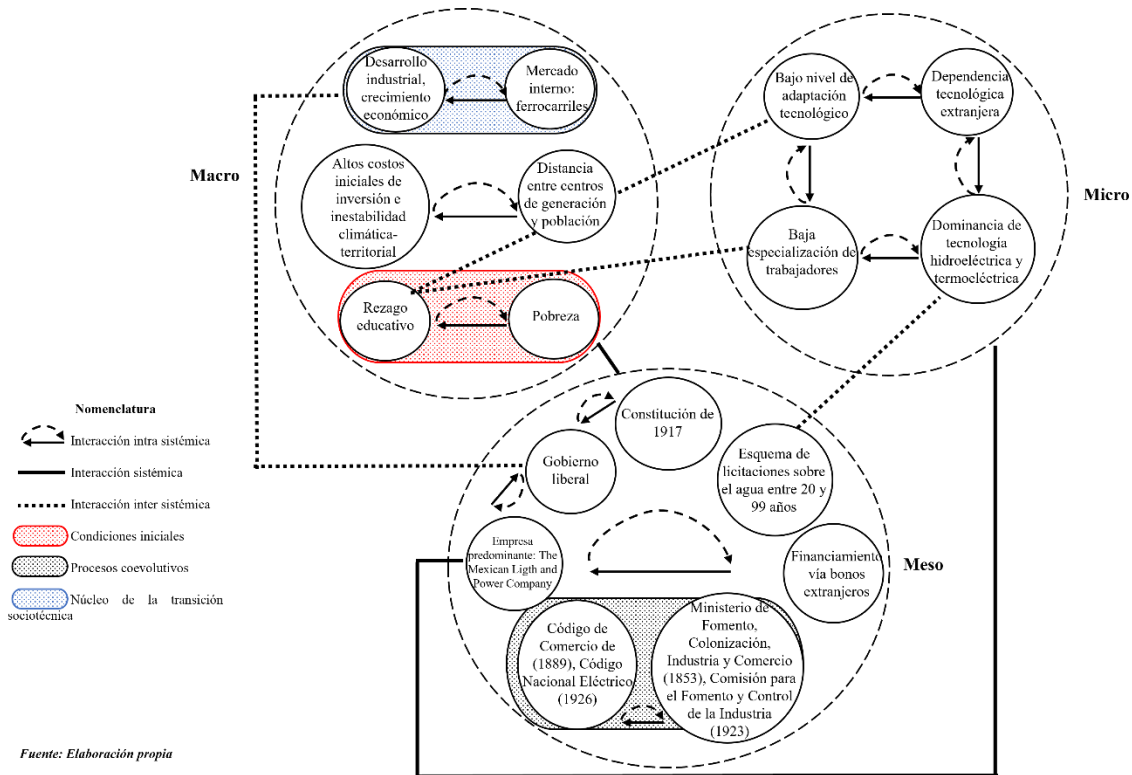 Desarrollo
industrial,
crecimiento
económico
Mercado
interno:
ferrocarriles
Macro
Altos costos
iniciales de
inversión e
inestabilidad
climática-
territorial
Distancia
entre centros
de generación
y población
Rezago
educativo
Pobreza
Bajo nivel de
adaptación
tecnológico
Dependencia
tecnológica
extranjera
Micro
Baja
especialización de
trabajadores
Dominancia de
tecnología
hidroeléctrica y
termoeléctrica
Constitución de
1917
Gobierno
liberal
Esquema de
licitaciones sobre
el agua entre 20 y
99 años
Empresa
predominante: The
Mexican Ligth and
Power Company
Financiamiento
vía bonos
extranjeros
Meso
Código de
Comercio de
(1889), Código
Nacional Eléctrico
(1926)
Ministerio de
Fomento,
Colonización,
Industria y Comercio
(1853), Comisión para
el Fomento y Control
de la Industria
(1923)
Nomenclatura
Interacción intra sistémica
Interacción sistémica
Interacción inter sistémica
Condiciones iniciales
Procesos coevolutivos
Núcleo de la transición
sociotécnica
Fuente: Elaboración propia